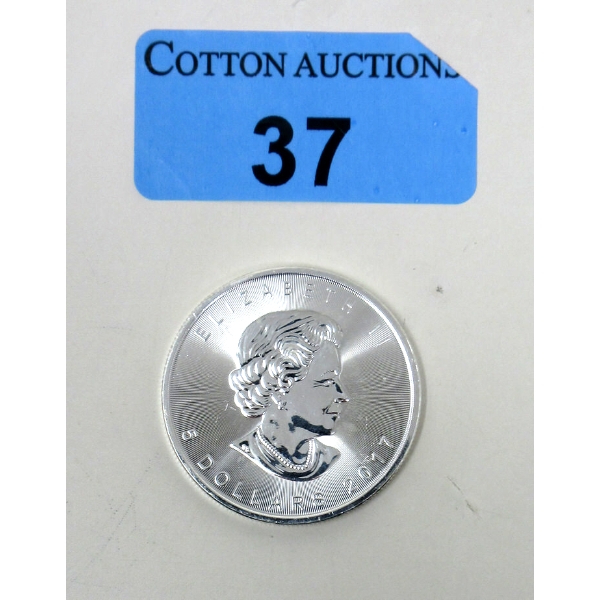 COTTON AUCTIONS
37
ELIZABETH II
5 DOLLARS 2017